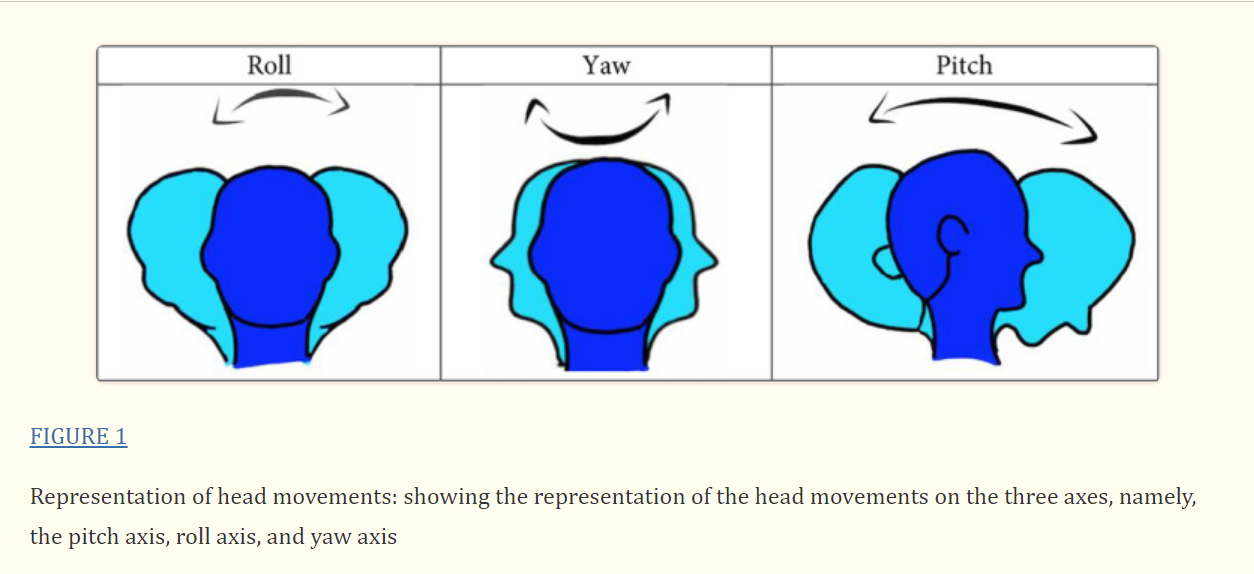 Roll Yaw Pitch
FIGURE 1
Representation of head movements: showing the representation of the head movements on the three axes, namely,
the pitch axis, roll axis, and yaw axis